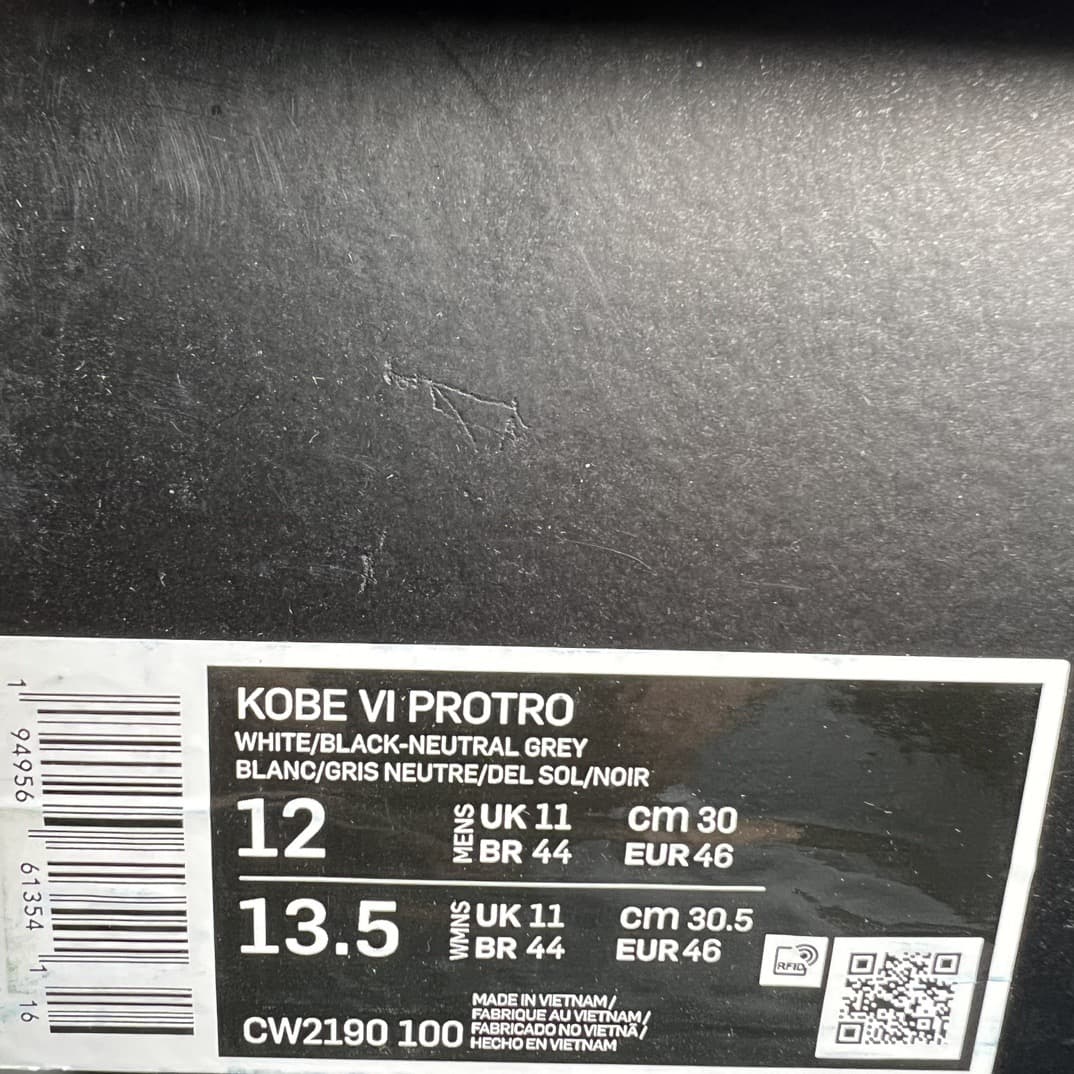 KOBE VI PROTRO
WHITE/BLACK-NEUTRAL GREY
BLANC/GRIS NEUTRE/DEL SOL/NOIR
12 MENS UK 11 cm 30
BR 44 EUR 46
13.5 WMNS UK 11 cm 30.5
BR 44 EUR 46
RFID
CW2190 100
MADE IN VIETNAM/
FABRIQUE AU VIETNAM/
FABRICADO NO VIETNÃ/
HECHO EN VIETNAM
1 94956 61354 1 16